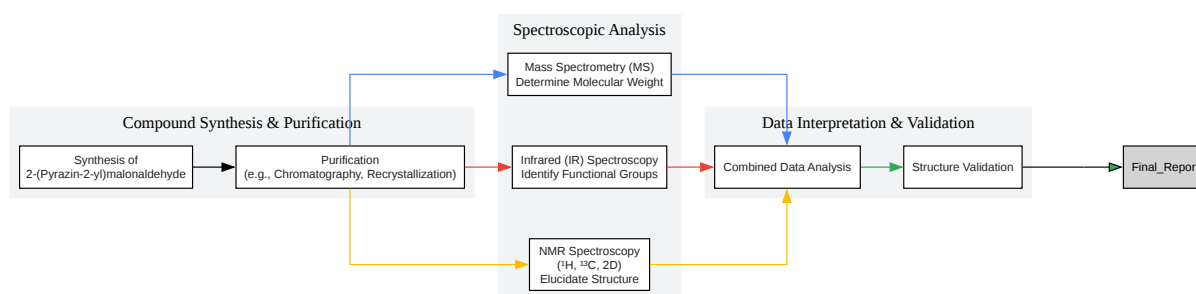 Spectroscopic Analysis
Mass Spectrometry (MS)
Determine Molecular Weight
Compound Synthesis & Purification
Synthesis of
2-(Pyrazin-2-yl)malonaldehyde
Purification
(e.g., Chromatography, Recrystallization)
Infrared (IR) Spectroscopy
Identify Functional Groups
NMR Spectroscopy
(¹H, ¹³C, 2D)
Elucidate Structure
Data Interpretation & Validation
Combined Data Analysis
Structure Validation
Final_Repor